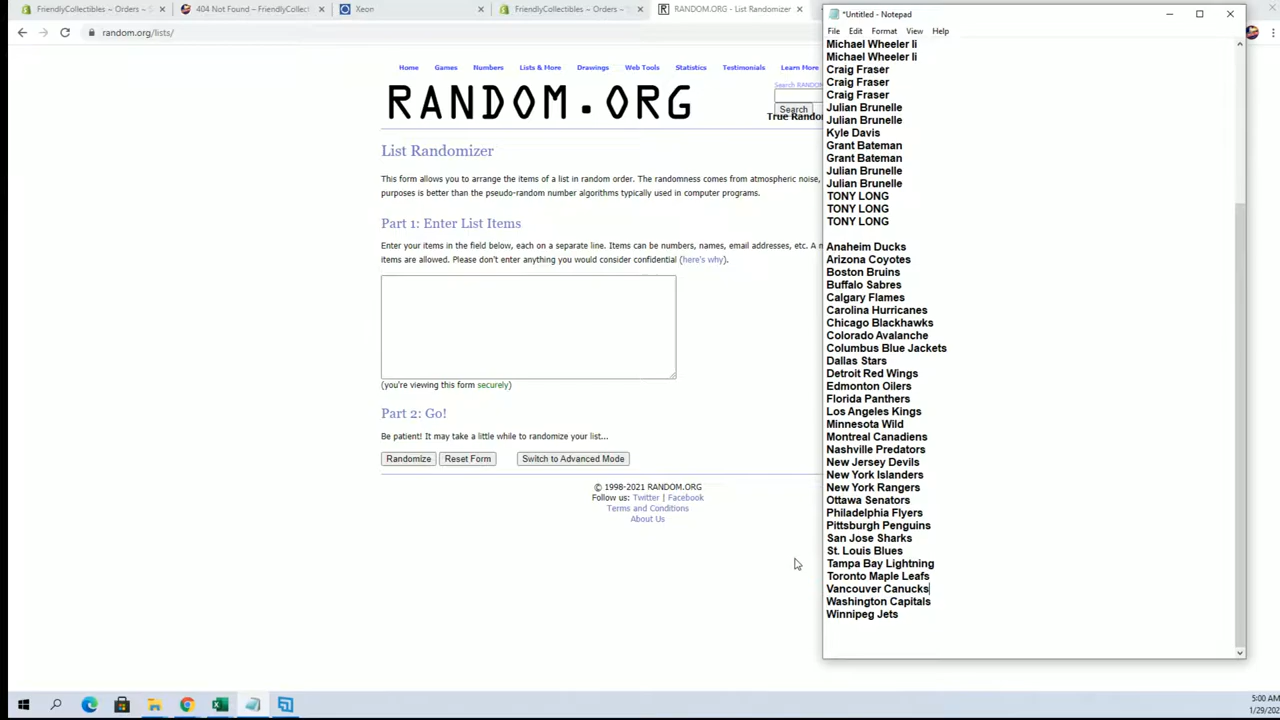 FriendlyCollectibles ~ Orders ~ S
404 Not Found – FriendlyCollect
Xeon
FriendlyCollectibles ~ Orders ~
RANDOM.ORG - List Randomizer
random.org/lists/
Home Games Numbers Lists & More Drawings Web Tools Statistics Testimonials Learn More
Search RANDOM
RANDOM.ORG
Search
True Rando
List Randomizer
This form allows you to arrange the items of a list in random order. The randomness comes from atmospheric noise,
purposes is better than the pseudo-random number algorithms typically used in computer programs.
Part 1: Enter List Items
Enter your items in the field below, each on a separate line. Items can be numbers, names, email addresses, etc. A
items are allowed. Please don't enter anything you would consider confidential (here's why).
(you're viewing this form securely)
Part 2: Go!
Be patient! It may take a little while to randomize your list...
Randomize Reset Form Switch to Advanced Mode
© 1998-2021 RANDOM.ORG
Follow us: Twitter | Facebook
Terms and Conditions
About Us
*Untitled - Notepad
File Edit Format View Help
Michael Wheeler Ii
Michael Wheeler Ii
Craig Fraser
Craig Fraser
Craig Fraser
Julian Brunelle
Julian Brunelle
Kyle Davis
Grant Bateman
Grant Bateman
Julian Brunelle
Julian Brunelle
TONY LONG
TONY LONG
TONY LONG
Anaheim Ducks
Arizona Coyotes
Boston Bruins
Buffalo Sabres
Calgary Flames
Carolina Hurricanes
Chicago Blackhawks
Colorado Avalanche
Columbus Blue Jackets
Dallas Stars
Detroit Red Wings
Edmonton Oilers
Florida Panthers
Los Angeles Kings
Minnesota Wild
Montreal Canadiens
Nashville Predators
New Jersey Devils
New York Islanders
New York Rangers
Ottawa Senators
Philadelphia Flyers
Pittsburgh Penguins
San Jose Sharks
St. Louis Blues
Tampa Bay Lightning
Toronto Maple Leafs
Vancouver Canucks
Washington Capitals
Winnipeg Jets
5:00 AM
1/29/202